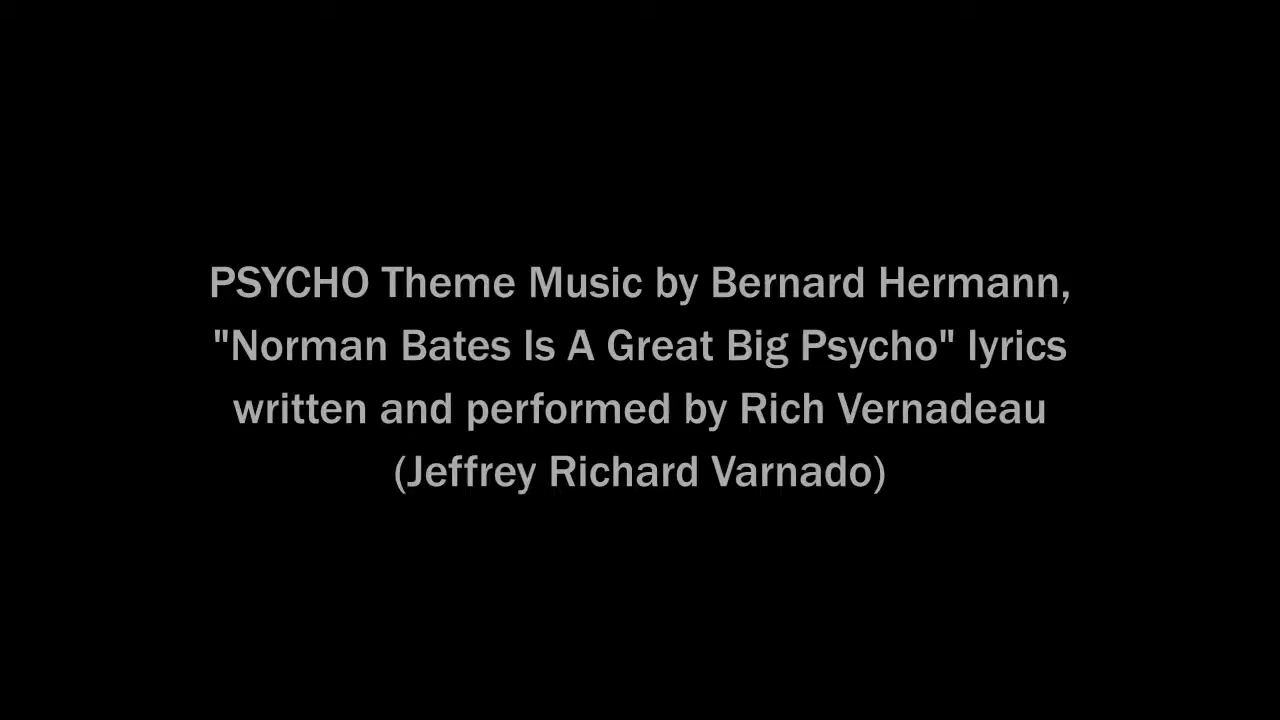 PSYCHO Theme Music by Bernard Hermann,
"Norman Bates Is A Great Big Psycho" lyrics
written and performed by Rich Vernadeau
(Jeffrey Richard Varnado)